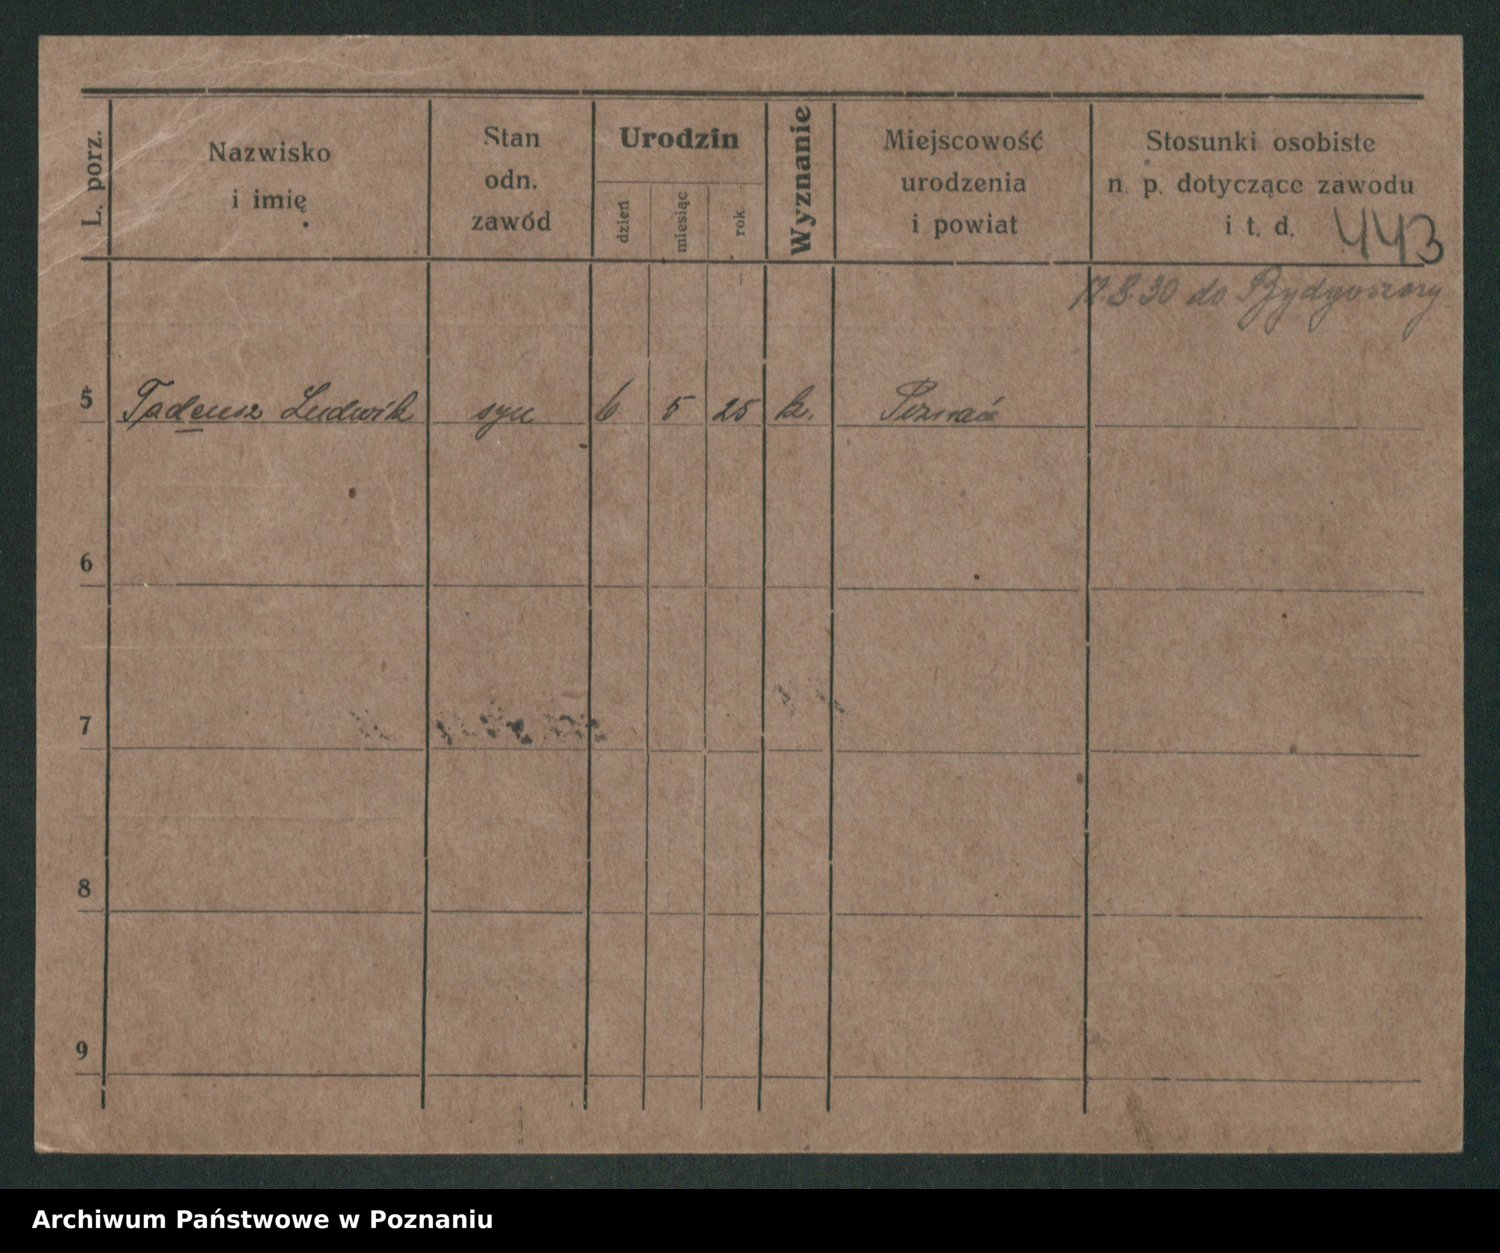 L. porz.
Nazwisko
i imię
Stan
odn.
zawód
Urodzin
dzień
miesiąc
rok
Wyznanie
Miejscowość
urodzenia
i powiat
Stosunki osobiste
n. p. dotyczące zawodu
i t. d. 443
17.8.30 do Bydgoszczy
5 Tadeusz Ludwik syn 6 5 25 k. Poznań
6
7
8
9
Archiwum Państwowe w Poznaniu